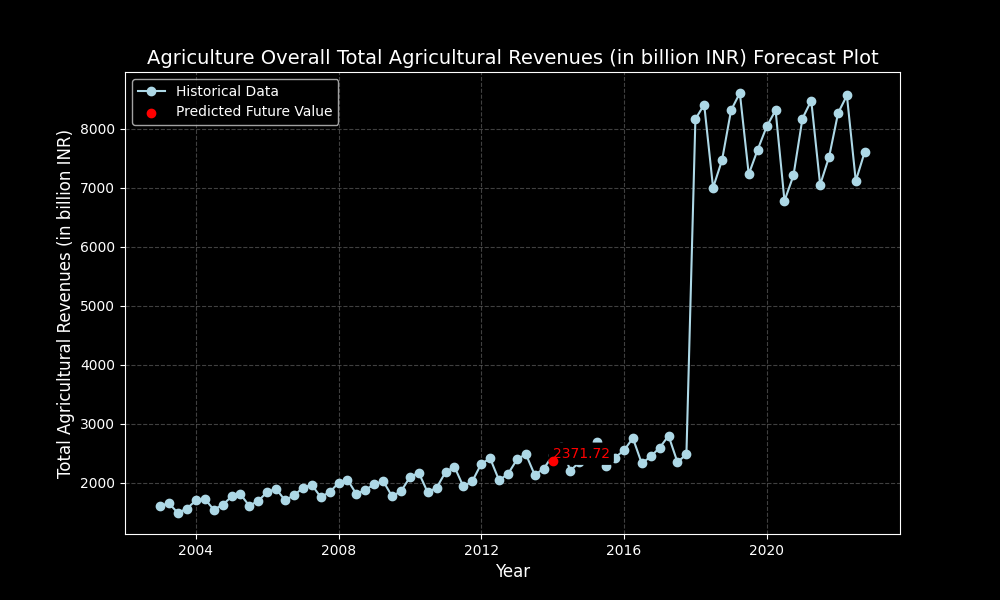 Agriculture Overall Total Agricultural Revenues (in billion INR) Forecast Plot
Historical Data
Predicted Future Value
Total Agricultural Revenues (in billion INR)
8000
7000
6000
5000
4000
3000
2000
2371.72
2004
2008
2012
2016
2020
Year